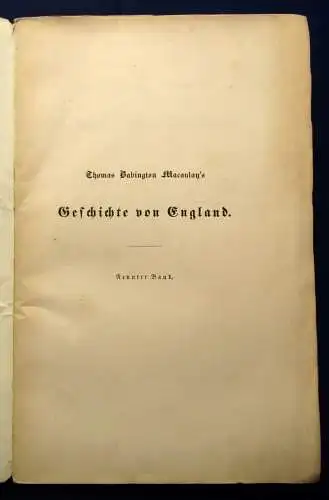 Thomas Babington Macaulay's
Geschichte von England.
Neunter Band.